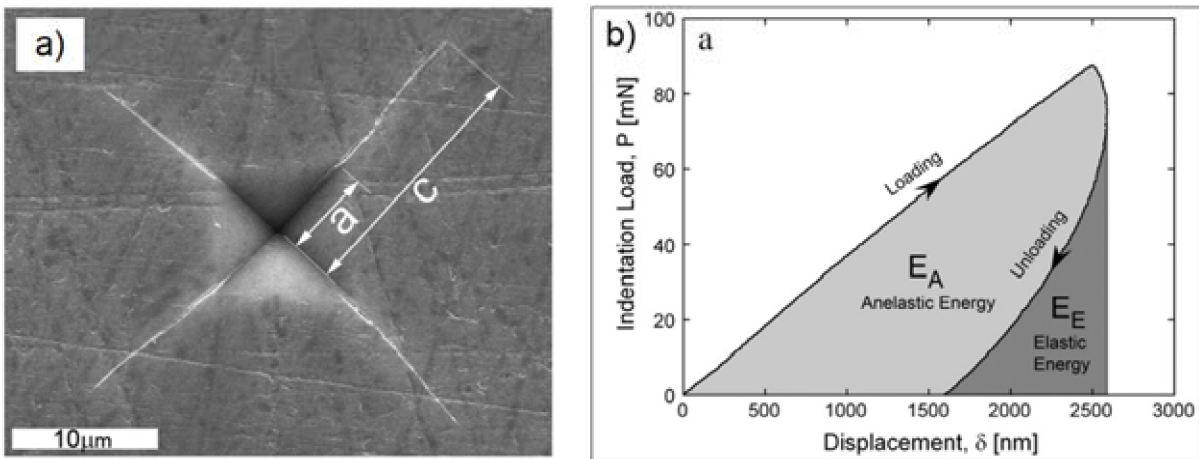 a)
a
c
10μm
b)
a
Indentation Load, P [mN]
100
80
60
40
20
0
Loading
Unloading
E_A
Anelastic Energy
E_E
Elastic
Energy
0 500 1000 1500 2000 2500 3000
Displacement, δ [nm]